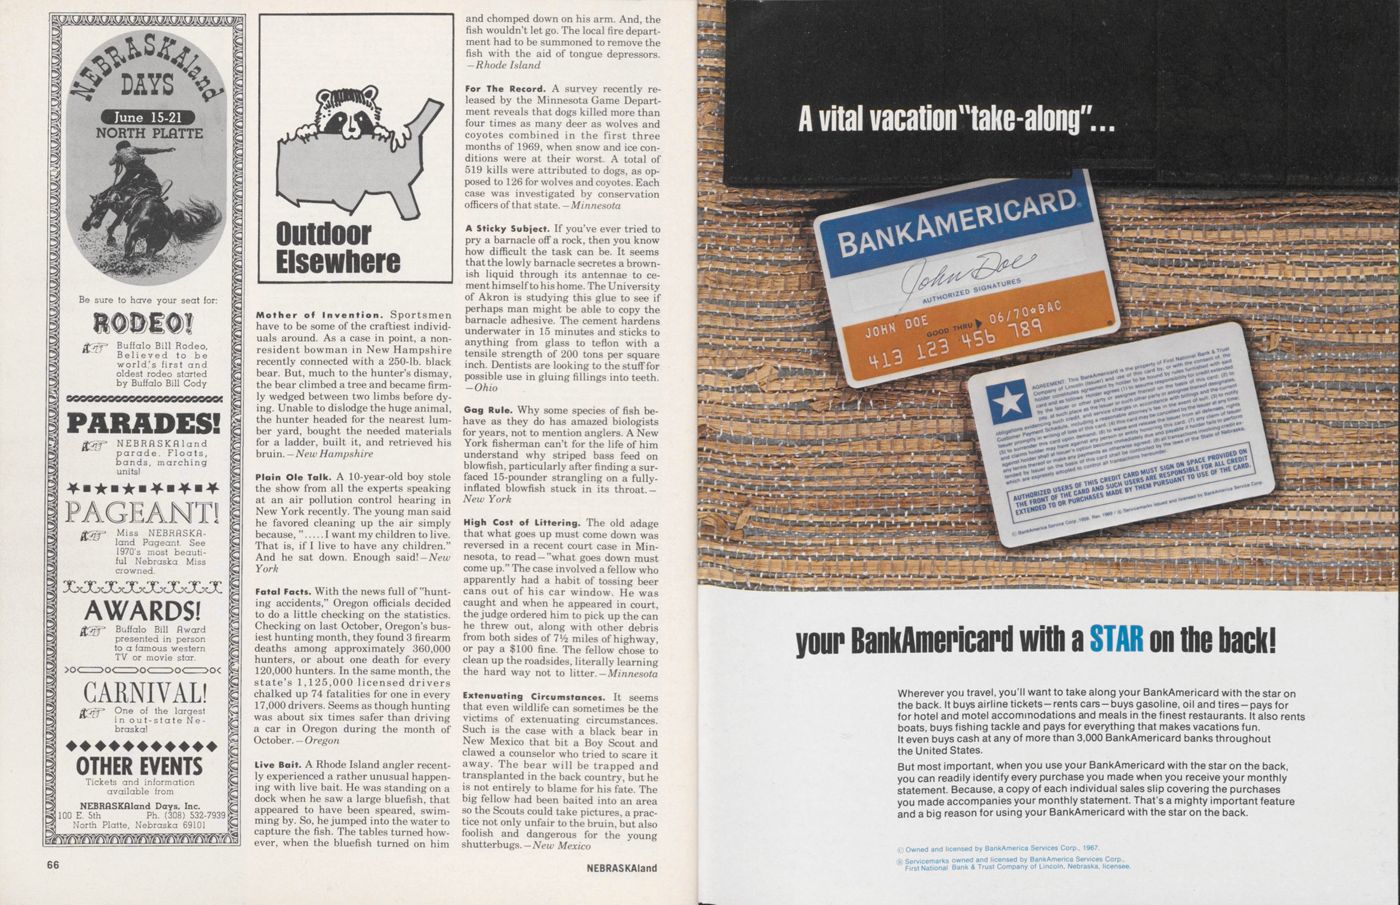 NEBRASKAland
DAYS
June 15-21
NORTH PLATTE
Be sure to have your seat for:
RODEO!
Buffalo Bill Rodeo,
Believed to be
world's first and
oldest rodeo started
by Buffalo Bill Cody
PARADES!
NEBRASKAland
parade. Floats,
bands, marching
units!
PAGEANT!
Miss NEBRASKA-
land Pageant. See
1970's most beauti-
ful Nebraska Miss
crowned.
AWARDS!
Buffalo Bill Award
presented in person
to a famous western
TV or movie star.
CARNIVAL!
One of the largest
in out-state Ne-
braska!
OTHER EVENTS
Tickets and information
available from
NEBRASKAland Days, Inc.
100 E. 5th Ph. (308) 532-7939
North Platte, Nebraska 69101
66
Outdoor
Elsewhere
Mother of Invention. Sportsmen
have to be some of the craftiest individ-
uals around. As a case in point, a non-
resident bowman in New Hampshire
recently connected with a 250-lb. black
bear. But, much to the hunter's dismay,
the bear climbed a tree and became firm-
ly wedged between two limbs before dy-
ing. Unable to dislodge the huge animal,
the hunter headed for the nearest lum-
ber yard, bought the needed materials
for a ladder, built it, and retrieved his
bruin.—New Hampshire
Plain Ole Talk. A 10-year-old boy stole
the show from all the experts speaking
at an air pollution control hearing in
New York recently. The young man said
he favored cleaning up the air simply
because, ".....I want my children to live.
That is, if I live to have any children."
And he sat down. Enough said!—New
York
Fatal Facts. With the news full of "hunt-
ing accidents," Oregon officials decided
to do a little checking on the statistics.
Checking on last October, Oregon's bus-
iest hunting month, they found 3 firearm
deaths among approximately 360,000
hunters, or about one death for every
120,000 hunters. In the same month, the
state's 1,125,000 licensed drivers
chalked up 74 fatalities for one in every
17,000 drivers. Seems as though hunting
was about six times safer than driving
a car in Oregon during the month of
October.—Oregon
Live Bait. A Rhode Island angler recent-
ly experienced a rather unusual happen-
ing with live bait. He was standing on a
dock when he saw a large bluefish, that
appeared to have been speared, swim-
ming by. So, he jumped into the water to
capture the fish. The tables turned how-
ever, when the bluefish turned on him
and chomped down on his arm. And, the
fish wouldn't let go. The local fire depart-
ment had to be summoned to remove the
fish with the aid of tongue depressors.
—Rhode Island
For The Record. A survey recently re-
leased by the Minnesota Game Depart-
ment reveals that dogs killed more than
four times as many deer as wolves and
coyotes combined in the first three
months of 1969, when snow and ice con-
ditions were at their worst. A total of
519 kills were attributed to dogs, as op-
posed to 126 for wolves and coyotes. Each
case was investigated by conservation
officers of that state.—Minnesota
A Sticky Subject. If you've ever tried to
pry a barnacle off a rock, then you know
how difficult the task can be. It seems
that the lowly barnacle secretes a brown-
ish liquid through its antennae to ce-
ment himself to his home. The University
of Akron is studying this glue to see if
perhaps man might be able to copy the
barnacle adhesive. The cement hardens
underwater in 15 minutes and sticks to
anything from glass to teflon with a
tensile strength of 200 tons per square
inch. Dentists are looking to the stuff for
possible use in gluing fillings into teeth.
—Ohio
Gag Rule. Why some species of fish be-
have as they do has amazed biologists
for years, not to mention anglers. A New
York fisherman can't for the life of him
understand why striped bass feed on
blowfish, particularly after finding a sur-
faced 15-pounder strangling on a fully-
inflated blowfish stuck in its throat.—
New York
High Cost of Littering. The old adage
that what goes up must come down was
reversed in a recent court case in Min-
nesota, to read—"what goes down must
come up." The case involved a fellow who
apparently had a habit of tossing beer
cans out of his car window. He was
caught and when he appeared in court,
the judge ordered him to pick up the can
he threw out, along with other debris
from both sides of 7½ miles of highway,
or pay a $100 fine. The fellow chose to
clean up the roadsides, literally learning
the hard way not to litter.—Minnesota
Extenuating Circumstances. It seems
that even wildlife can sometimes be the
victims of extenuating circumstances.
Such is the case with a black bear in
New Mexico that bit a Boy Scout and
clawed a counselor who tried to scare it
away. The bear will be trapped and
transplanted in the back country, but he
is not entirely to blame for his fate. The
big fellow had been baited into an area
so the Scouts could take pictures, a prac-
tice not only unfair to the bruin, but also
foolish and dangerous for the young
shutterbugs.—New Mexico
NEBRASKAland
A vital vacation "take-along"...
BANKAMERICARD®
John Doe
AUTHORIZED SIGNATURES
JOHN DOE
GOOD THRU 06/70*BAC
413 123 456 789
AGREEMENT: This BankAmericard is the property of First National Bank & Trust
AUTHORIZED USERS OF THIS CREDIT CARD MUST SIGN ON SPACE PROVIDED ON
THE FRONT OF THE CARD AND SUCH USERS ARE RESPONSIBLE FOR ALL CREDIT
EXTENDED TO OR PURCHASES MADE BY THEM PURSUANT TO USE OF THE CARD.
your BankAmericard with a STAR on the back!
Wherever you travel, you'll want to take along your BankAmericard with the star on
the back. It buys airline tickets—rents cars—buys gasoline, oil and tires—pays for
for hotel and motel accommodations and meals in the finest restaurants. It also rents
boats, buys fishing tackle and pays for everything that makes vacations fun.
It even buys cash at any of more than 3,000 BankAmericard banks throughout
the United States.
But most important, when you use your BankAmericard with the star on the back,
you can readily identify every purchase you made when you receive your monthly
statement. Because, a copy of each individual sales slip covering the purchases
you made accompanies your monthly statement. That's a mighty important feature
and a big reason for using your BankAmericard with the star on the back.
© Owned and licensed by BankAmerica Services Corp., 1967.
® Servicemarks owned and licensed by BankAmerica Services Corp.,
First National Bank & Trust Company of Lincoln, Nebraska, licensee.